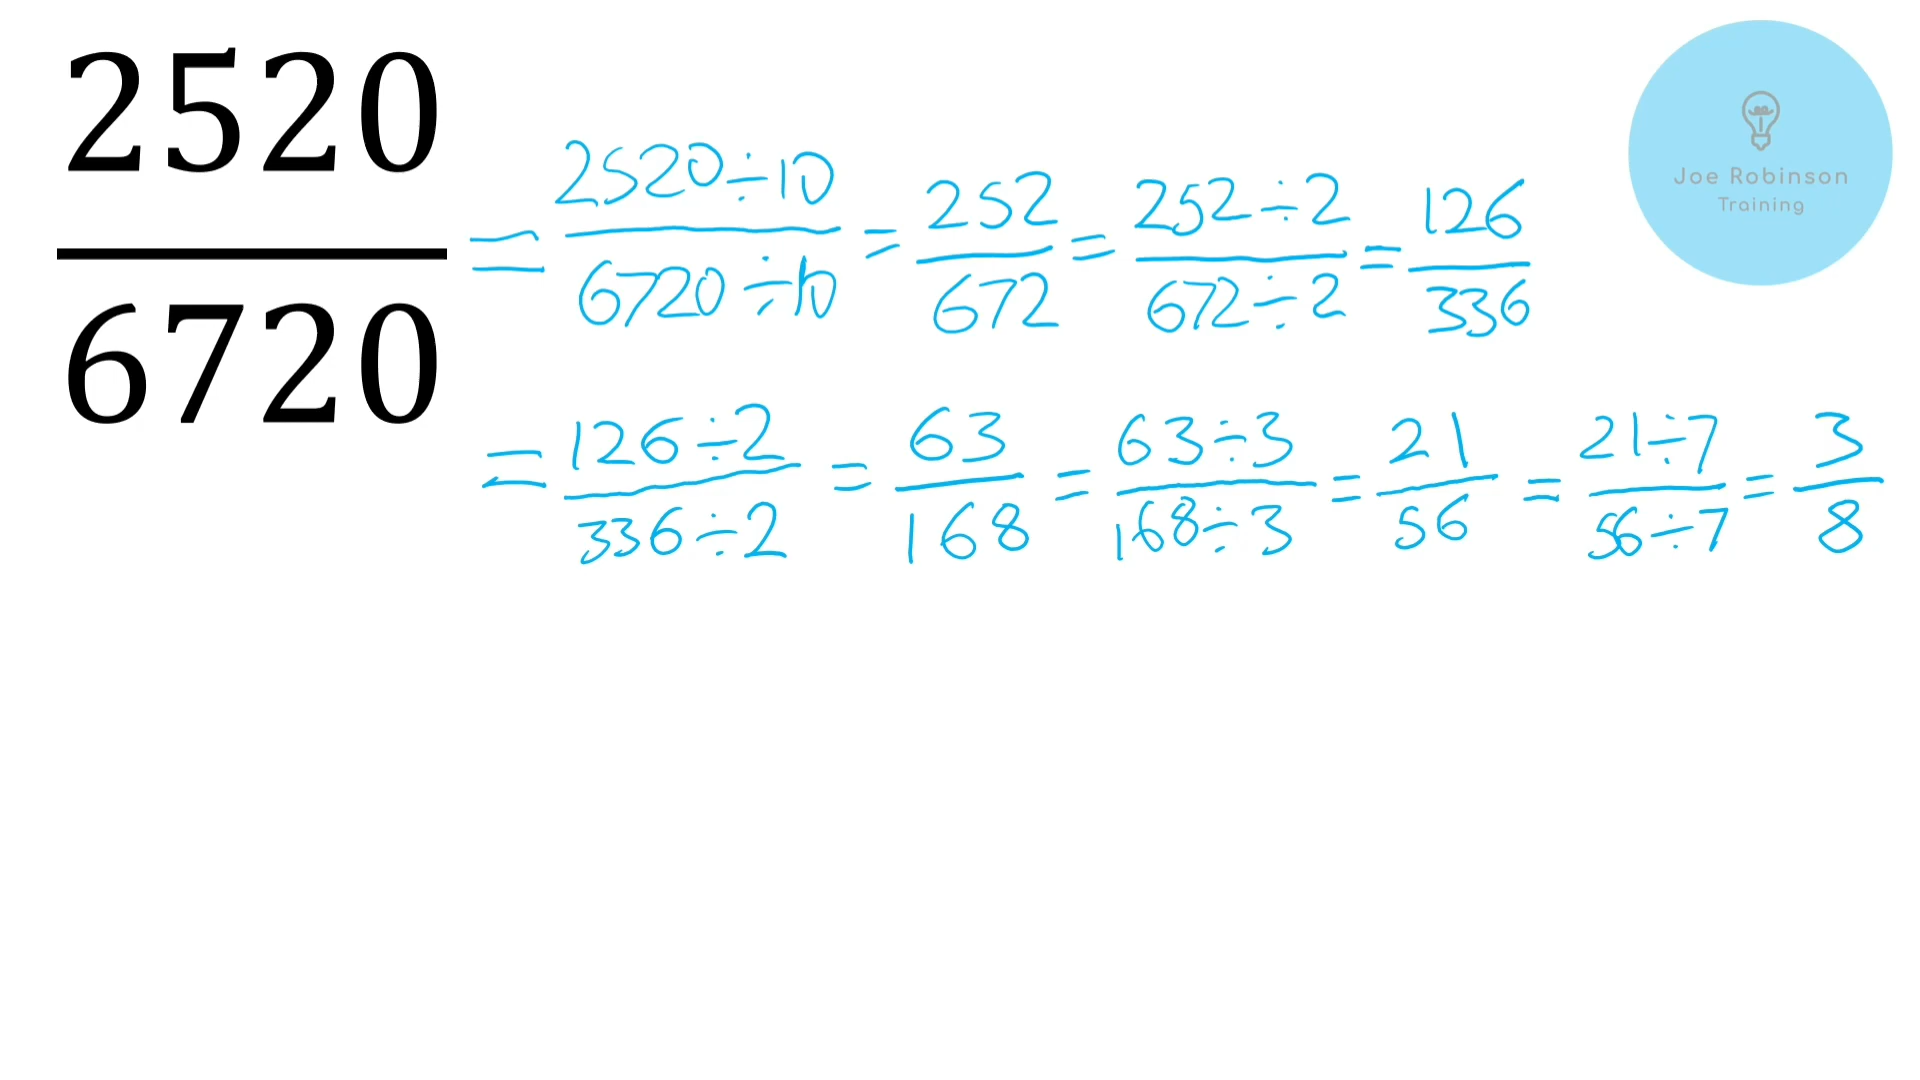 2520
6720
= 2520÷10 / 6720÷10 = 252 / 672 = 252÷2 / 672÷2 = 126 / 336
= 126÷2 / 336÷2 = 63 / 168 = 63÷3 / 168÷3 = 21 / 56 = 21÷7 / 56÷7 = 3 / 8
Joe Robinson
Training